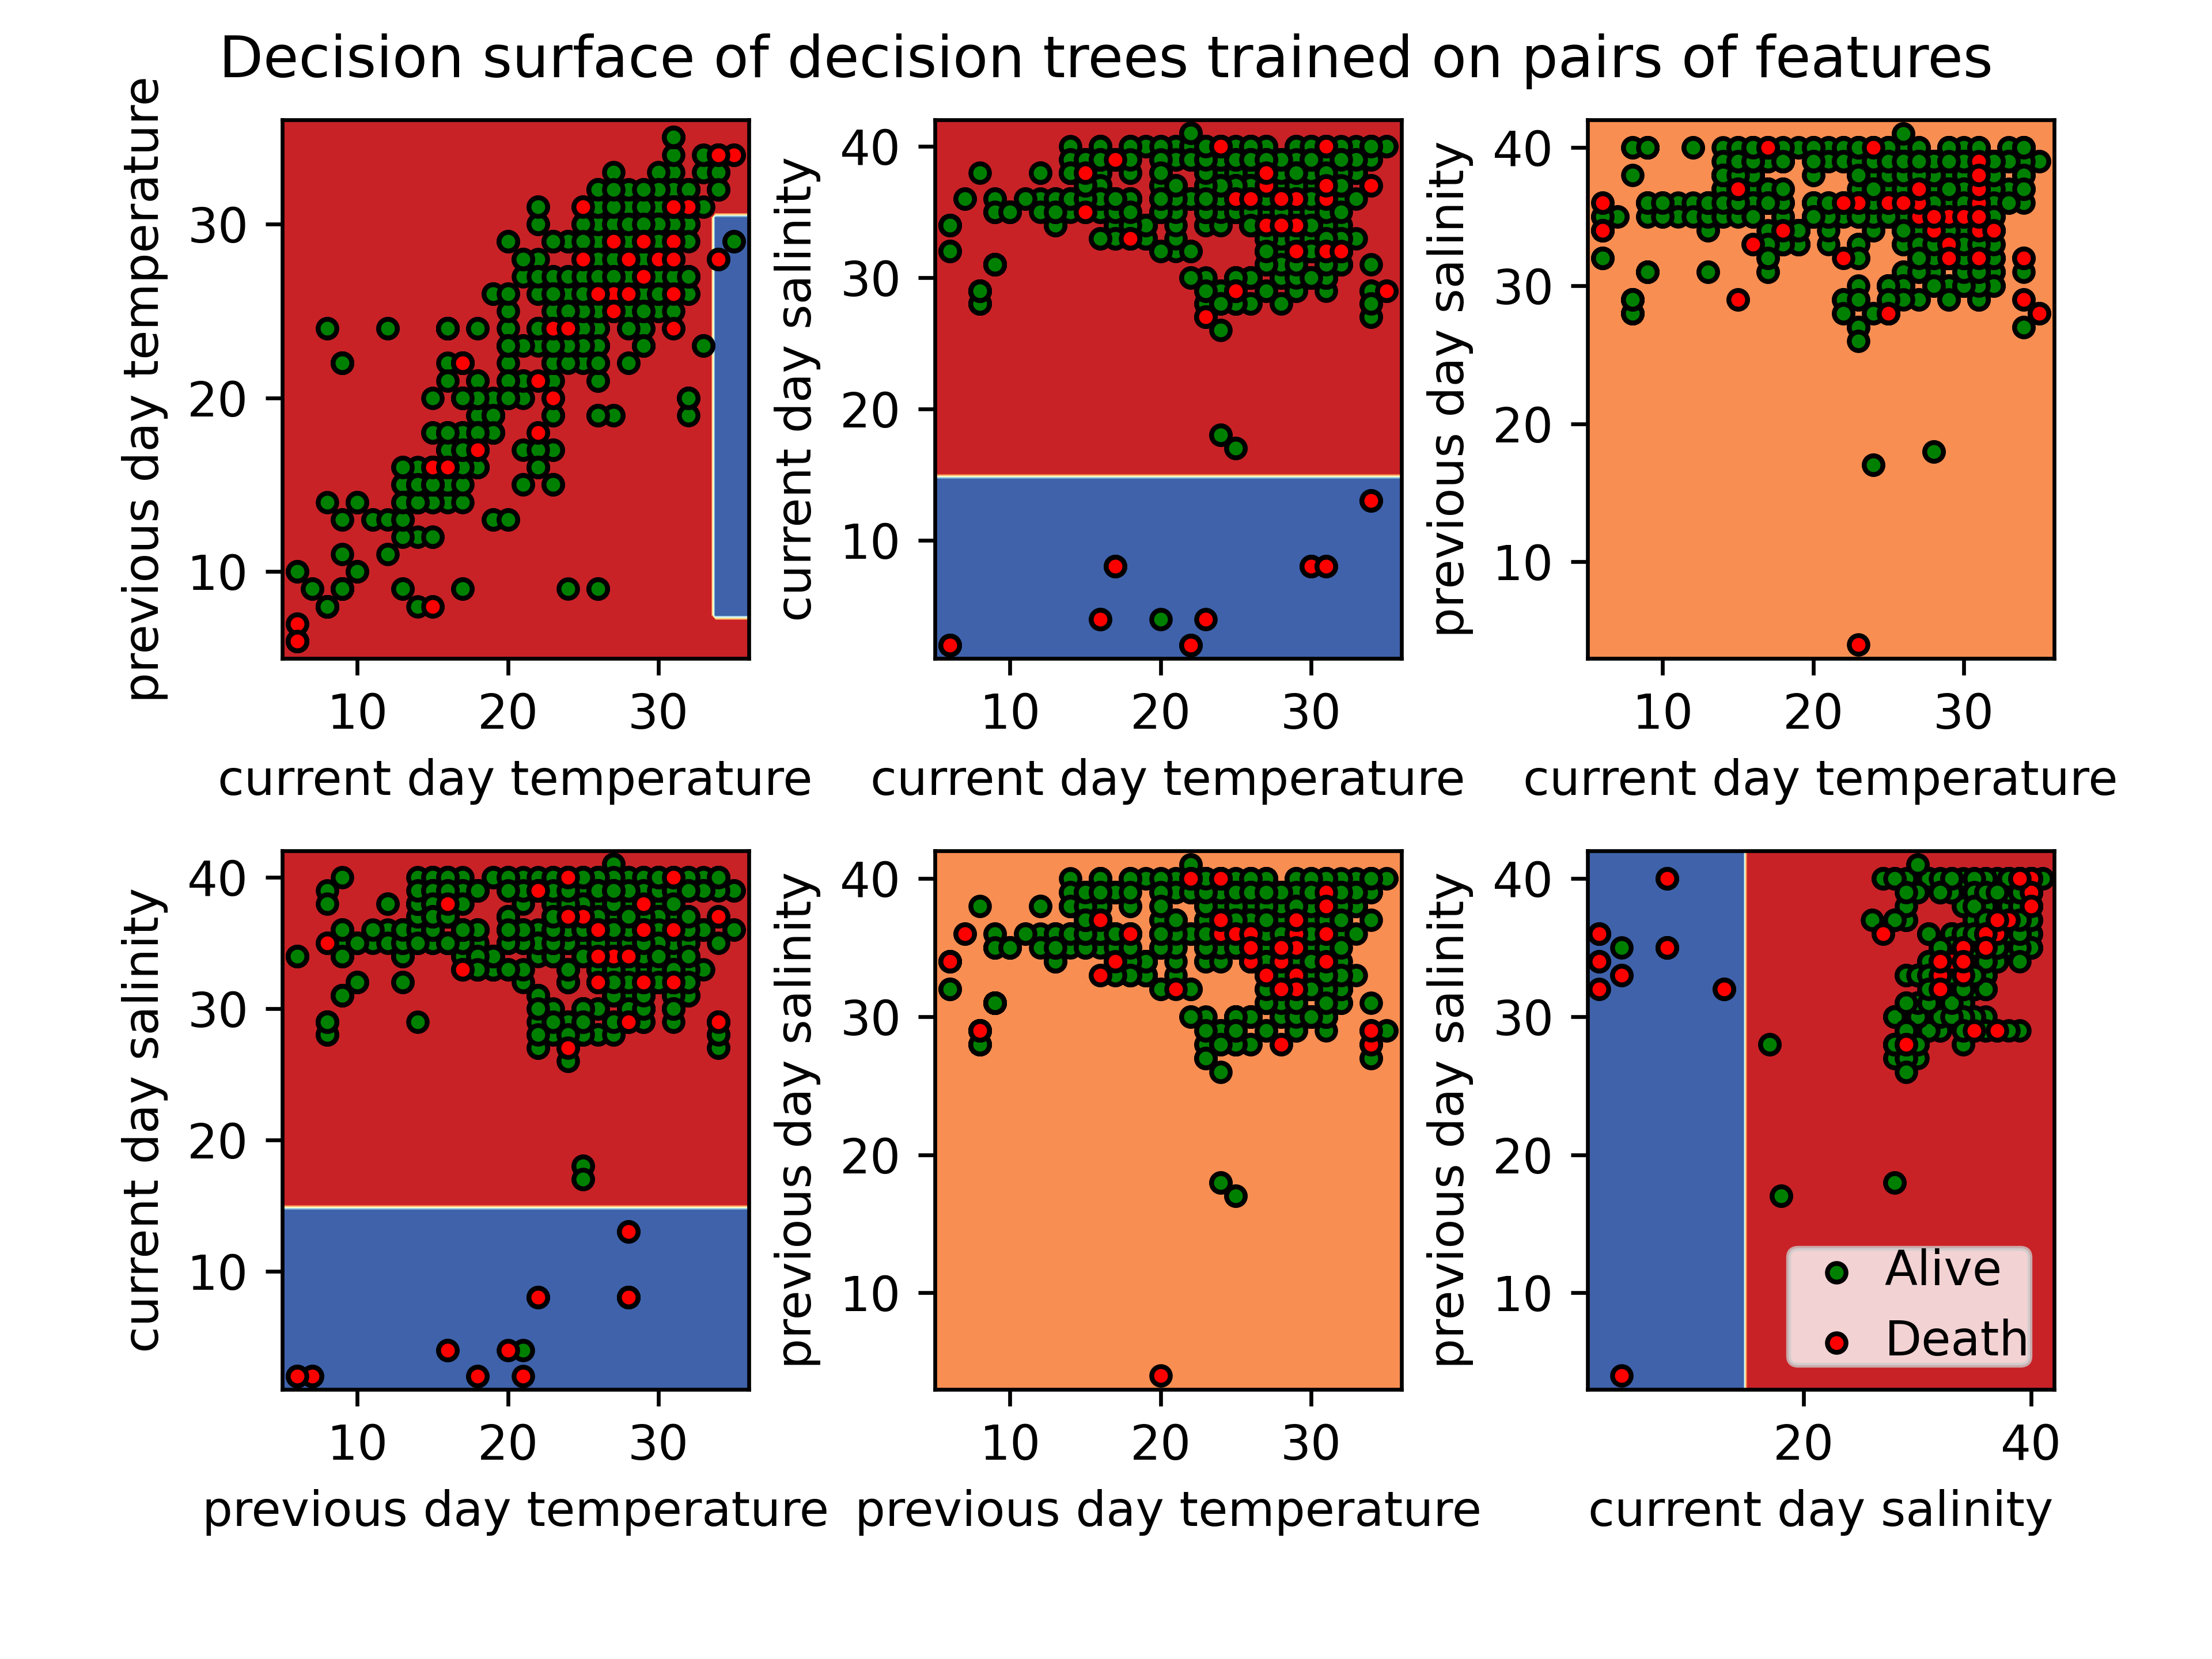 Decision surface of decision trees trained on pairs of features
previous day temperature
30
20
10
10 20 30
current day temperature
current day salinity
40
30
20
10
10 20 30
current day temperature
previous day salinity
40
30
20
10
10 20 30
current day temperature
current day salinity
40
30
20
10
10 20 30
previous day temperature
previous day salinity
40
30
20
10
10 20 30
previous day temperature
previous day salinity
40
30
20
10
Alive
Death
20 40
current day salinity